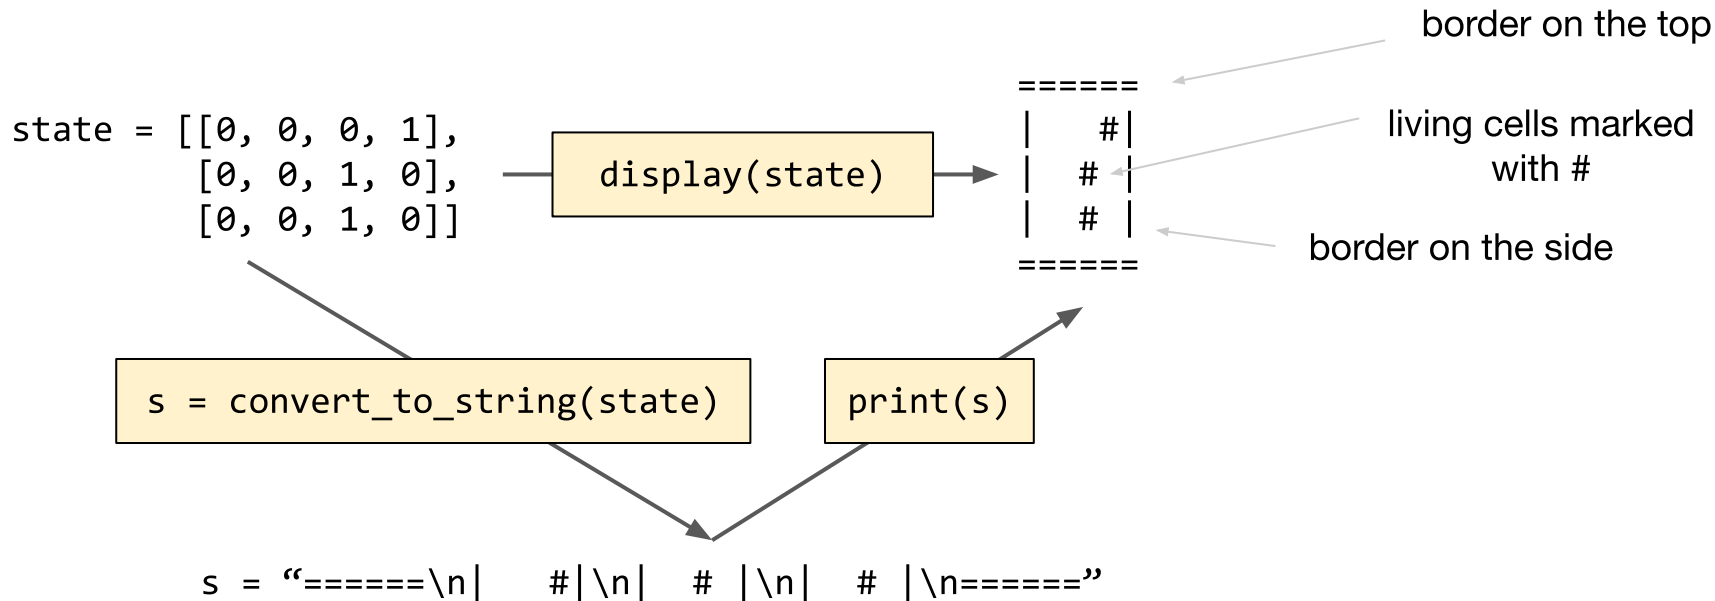 border on the top
======
state = [[0, 0, 0, 1],
[0, 0, 1, 0],
[0, 0, 1, 0]]
display(state)
|   #|
|  # |
|  # |
======
living cells marked
with #
border on the side
s = convert_to_string(state)
print(s)
s = “======\n|   #|\n|  # |\n|  # |\n======”